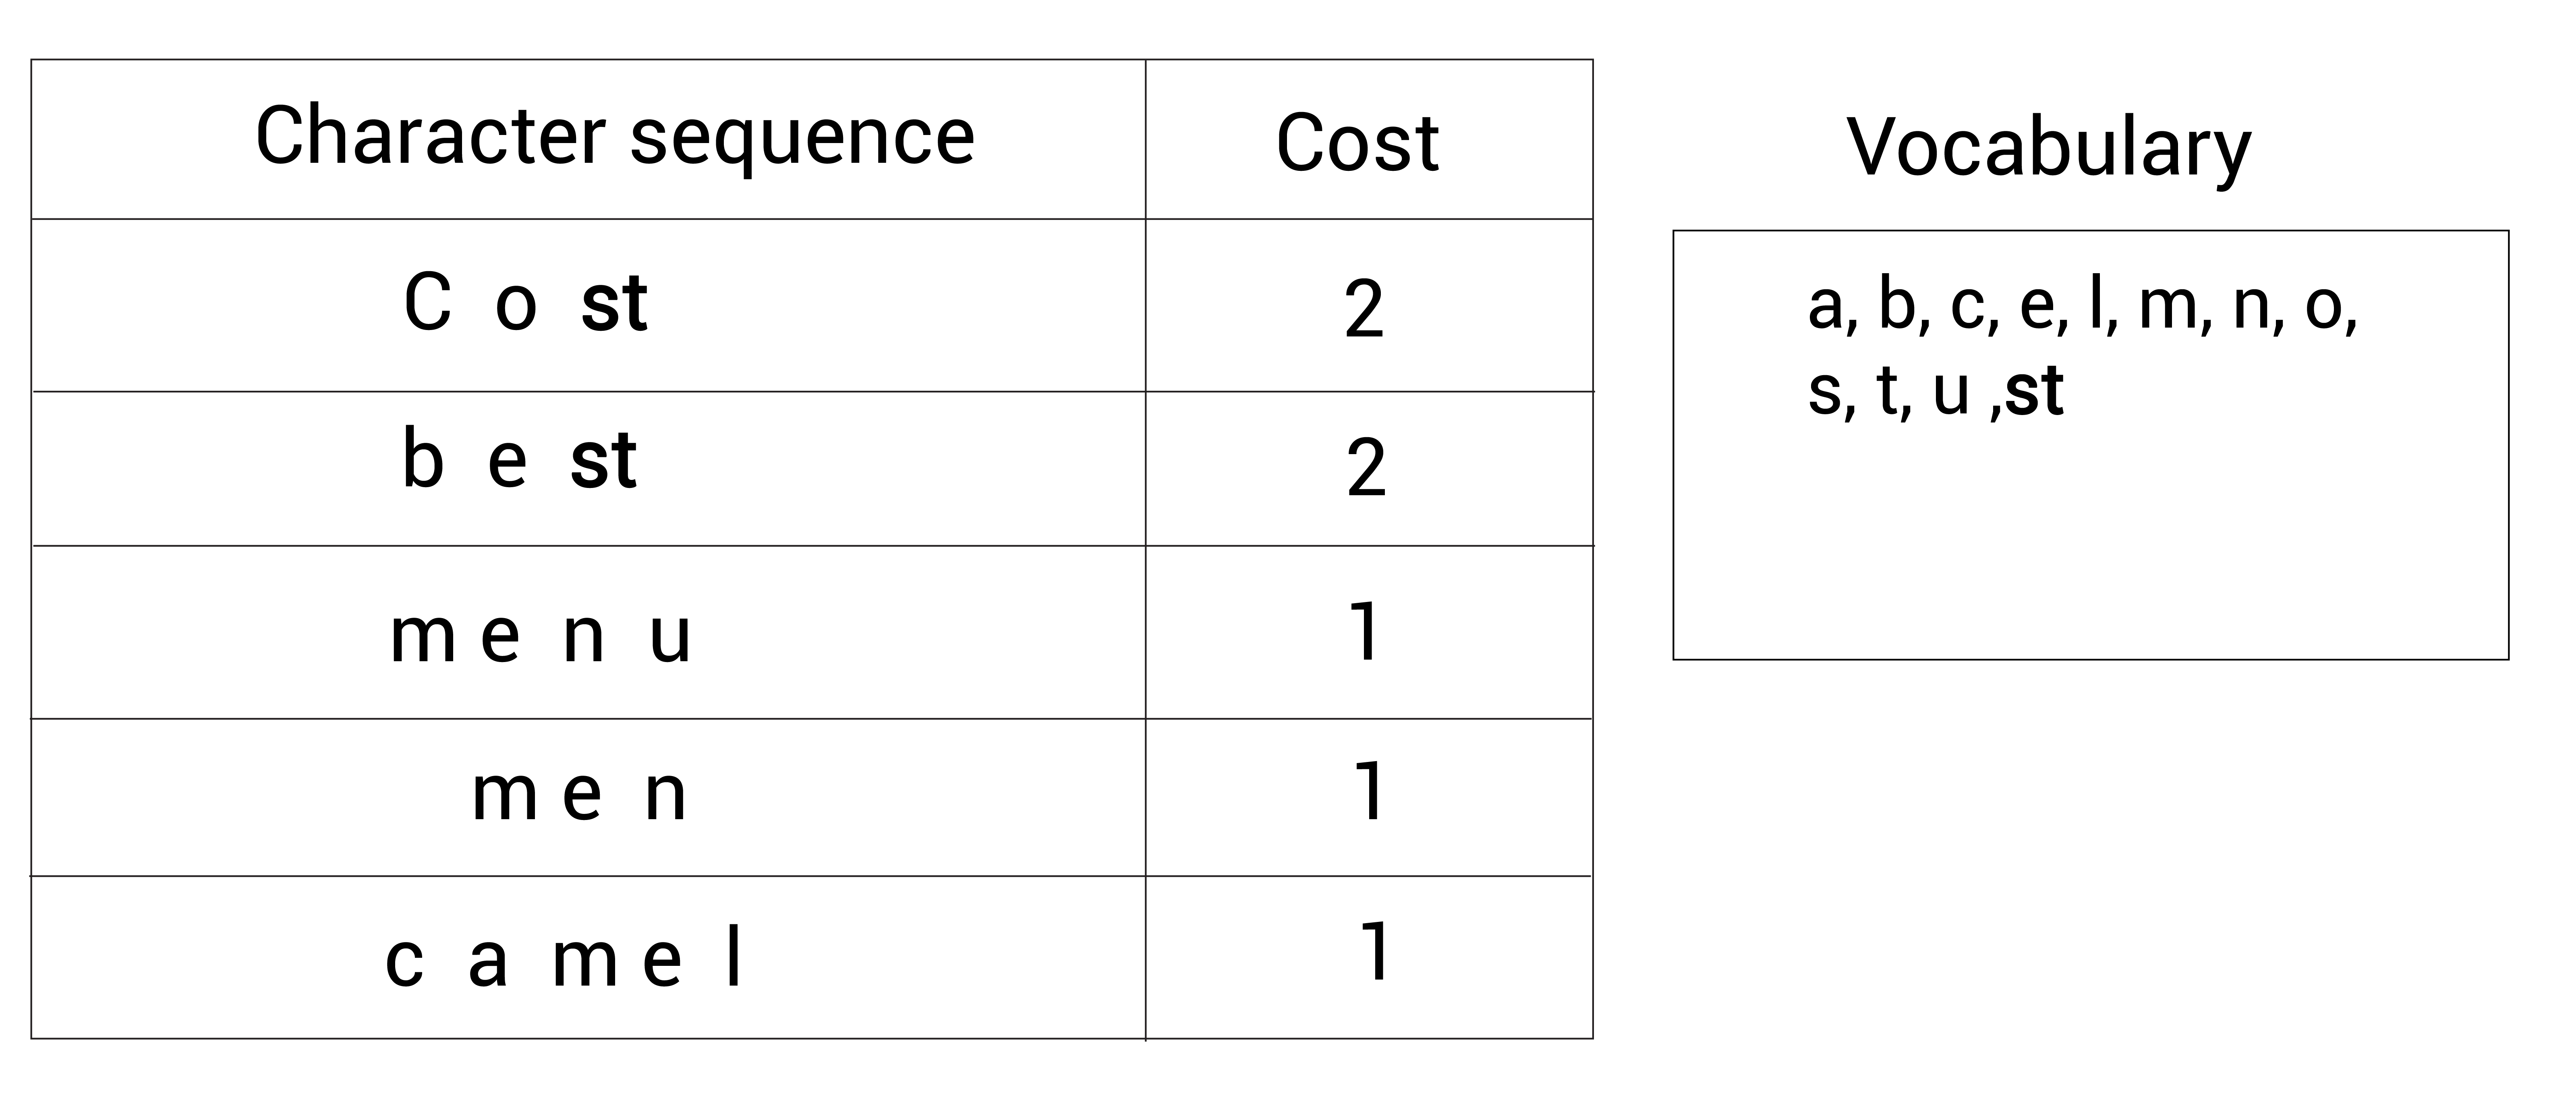 Character sequence Cost
C o st 2
b e st 2
m e n u 1
m e n 1
c a m e l 1
Vocabulary
a, b, c, e, l, m, n, o,
s, t, u ,st